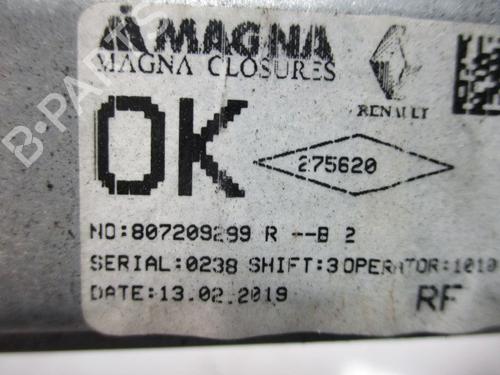 MAGNA
MAGNA CLOSURES
RENAULT
OK
275620
NO:807209299 R --B 2
SERIAL:0238 SHIFT:3 OPERATOR:1010
DATE:13.02.2019
RF
B-PARTS